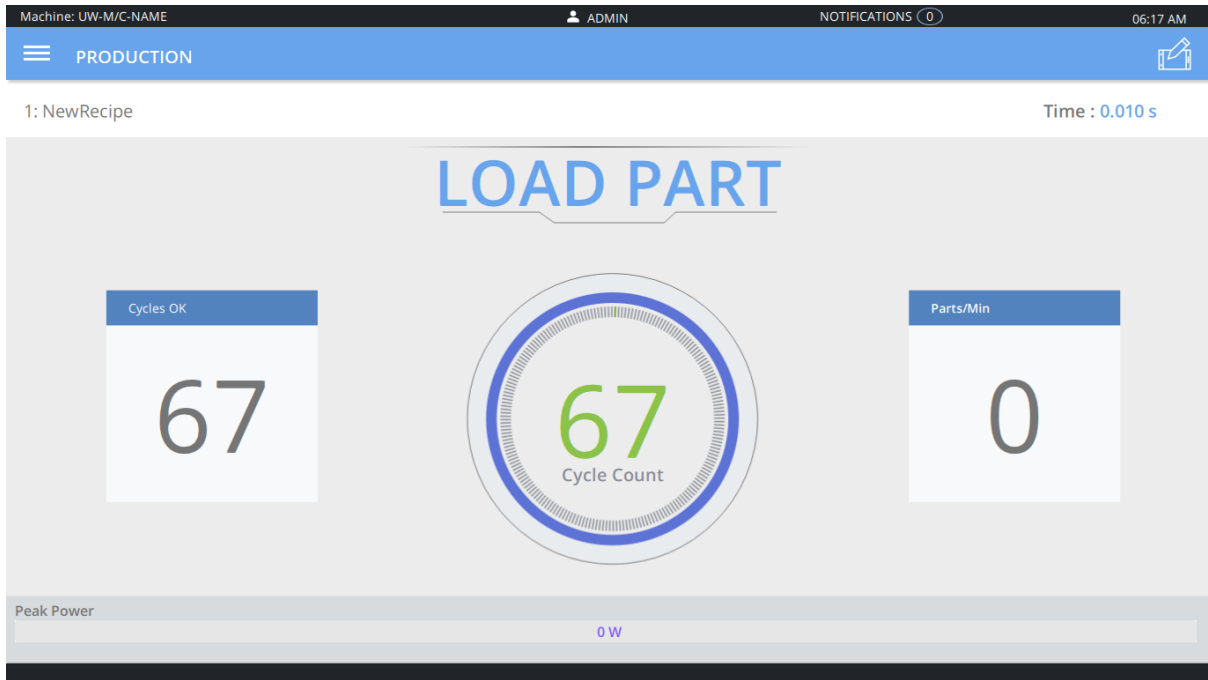 Machine: UW-M/C-NAME ADMIN NOTIFICATIONS 0 06:17 AM
PRODUCTION
1: NewRecipe Time : 0.010 s
LOAD PART
Cycles OK
67
67
Cycle Count
Parts/Min
0
Peak Power
0 W